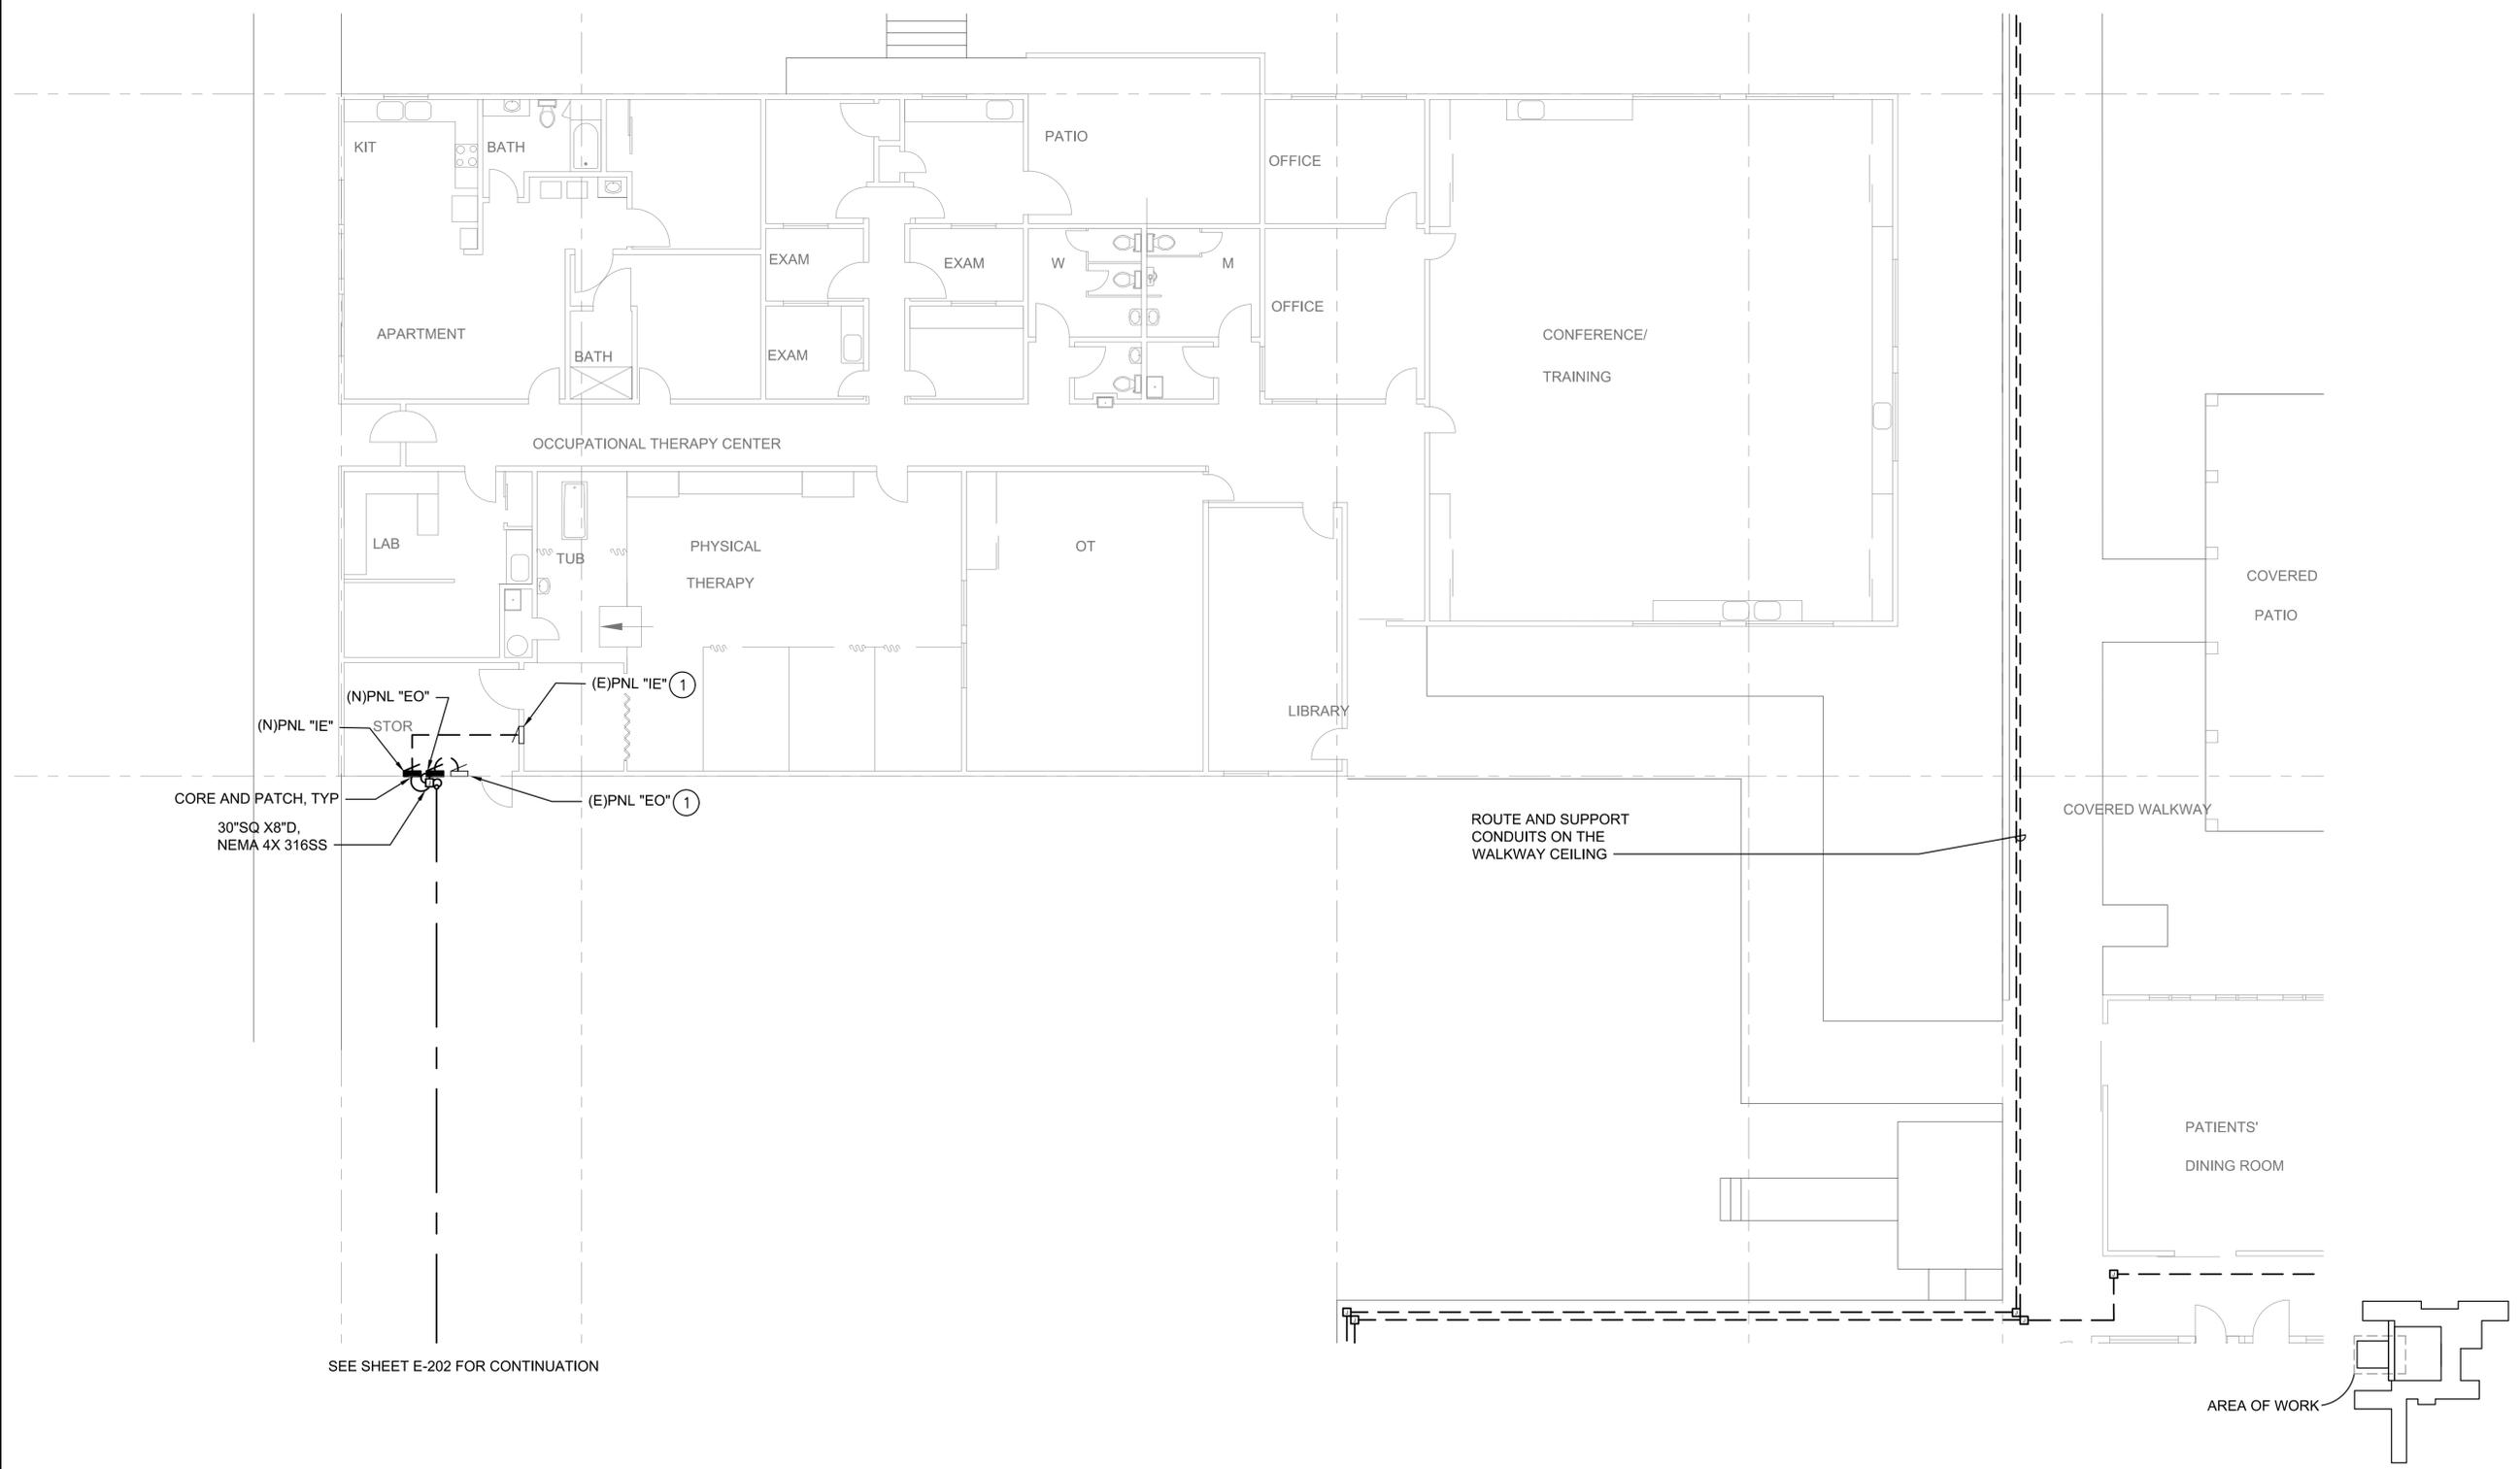 KIT
BATH
PATIO
OFFICE
EXAM
EXAM
W
M
OFFICE
APARTMENT
BATH
EXAM
CONFERENCE/
TRAINING
OCCUPATIONAL THERAPY CENTER
LAB
TUB
PHYSICAL
THERAPY
OT
COVERED
PATIO
(E)PNL "IE" 1
(N)PNL "EO"
(N)PNL "IE"
STOR
LIBRARY
CORE AND PATCH, TYP
(E)PNL "EO" 1
30"SQ X8"D,
NEMA 4X 316SS
ROUTE AND SUPPORT
CONDUITS ON THE
WALKWAY CEILING
COVERED WALKWAY
PATIENTS'
DINING ROOM
SEE SHEET E-202 FOR CONTINUATION
AREA OF WORK